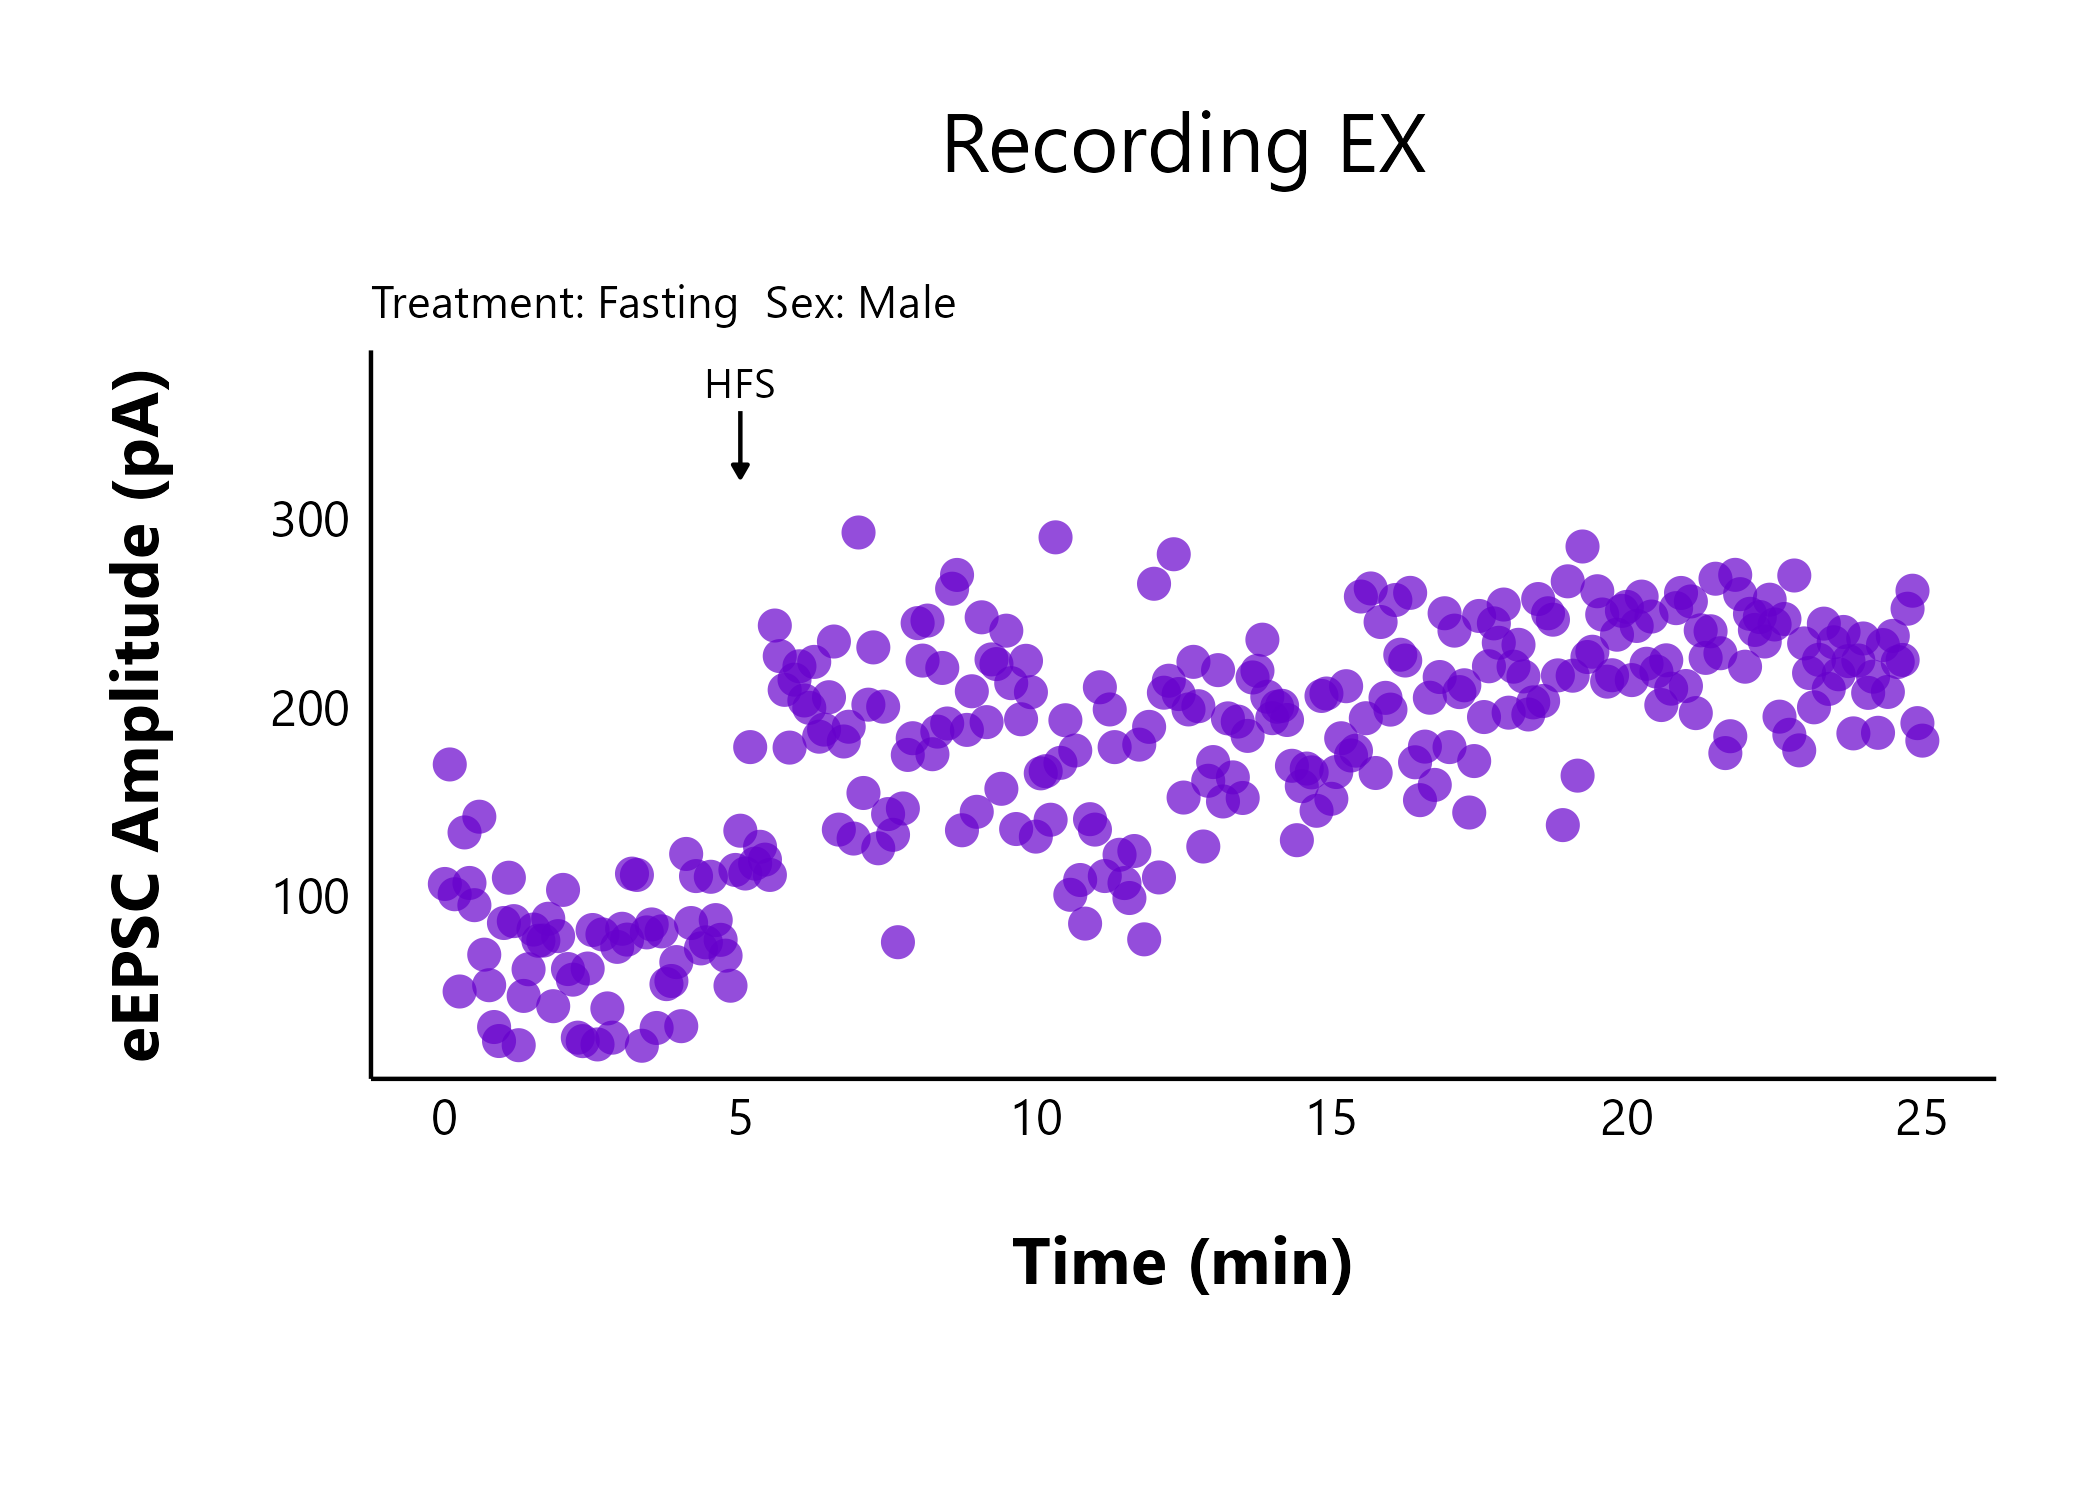 Recording EX
Treatment: Fasting  Sex: Male
HFS
eEPSC Amplitude (pA)
300
200
100
0 5 10 15 20 25
Time (min)